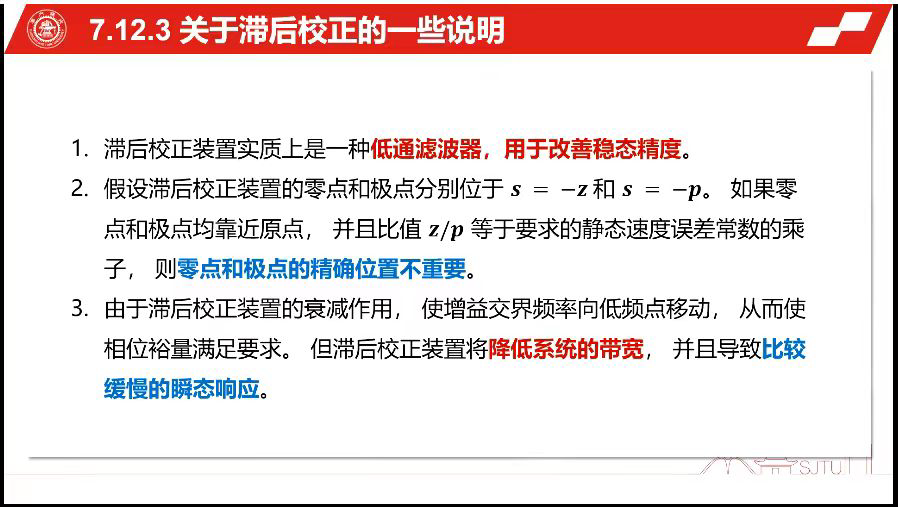 7.12.3 关于滞后校正的一些说明
1. 滞后校正装置实质上是一种低通滤波器，用于改善稳态精度。
2. 假设滞后校正装置的零点和极点分别位于 s = −z 和 s = −p。 如果零
点和极点均靠近原点， 并且比值 z/p 等于要求的静态速度误差常数的乘
子， 则零点和极点的精确位置不重要。
3. 由于滞后校正装置的衰减作用， 使增益交界频率向低频点移动， 从而使
相位裕量满足要求。 但滞后校正装置将降低系统的带宽， 并且导致比较
缓慢的瞬态响应。
SJTU